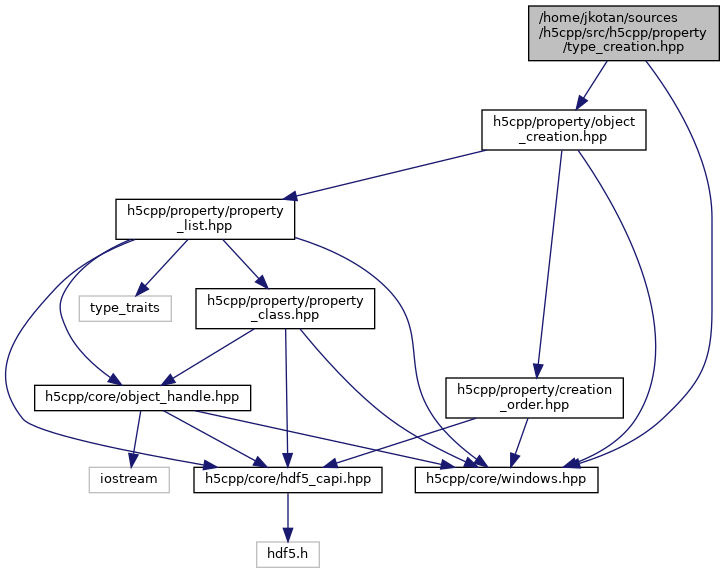 /home/jkotan/sources
/h5cpp/src/h5cpp/property
/type_creation.hpp
h5cpp/property/object
_creation.hpp
h5cpp/property/property
_list.hpp
type_traits
h5cpp/property/property
_class.hpp
h5cpp/core/object_handle.hpp
h5cpp/property/creation
_order.hpp
iostream
h5cpp/core/hdf5_capi.hpp
h5cpp/core/windows.hpp
hdf5.h